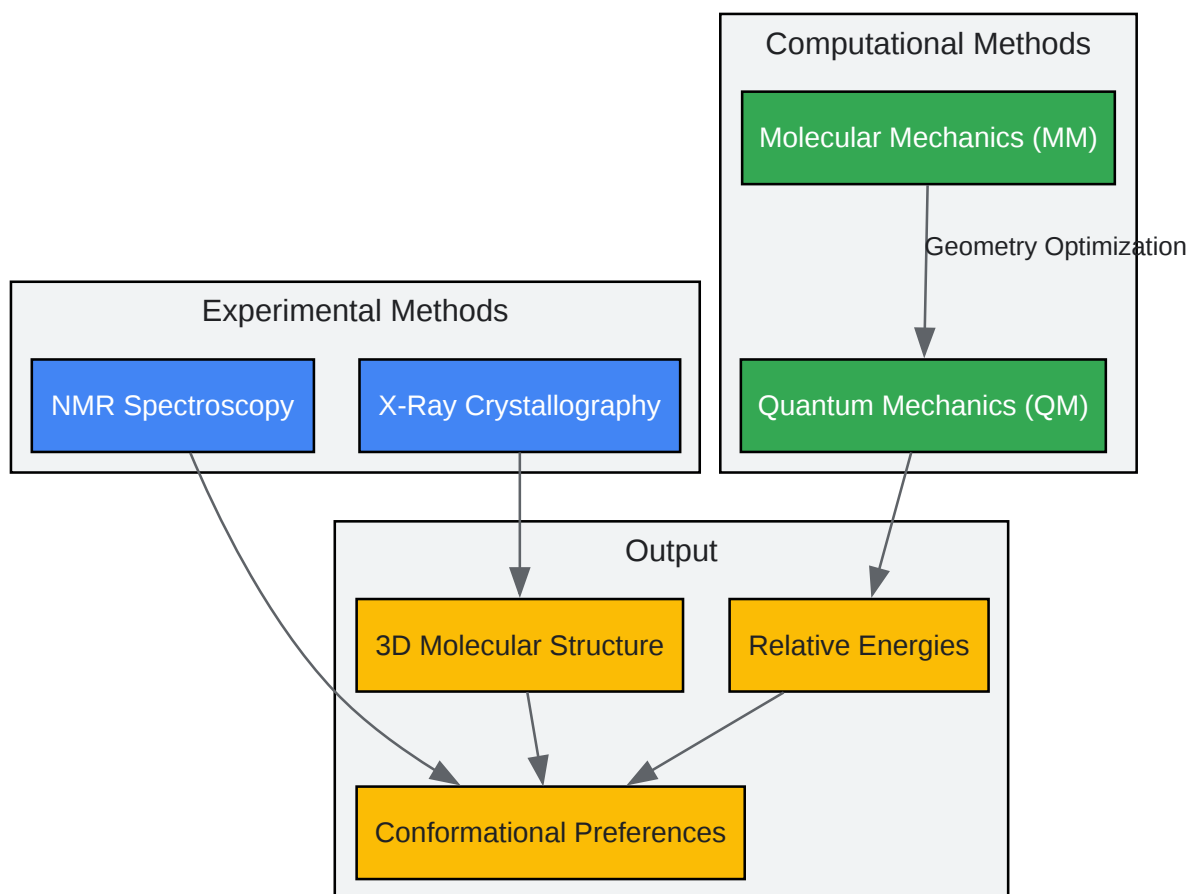 Computational Methods
Molecular Mechanics (MM)
Geometry Optimization
Experimental Methods
NMR Spectroscopy
X-Ray Crystallography
Quantum Mechanics (QM)
Output
3D Molecular Structure
Relative Energies
Conformational Preferences